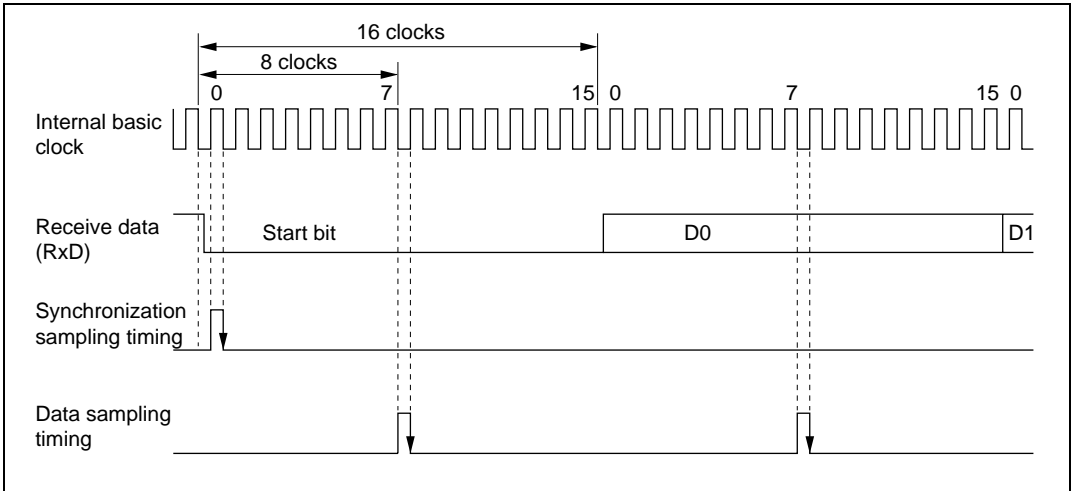 16 clocks
8 clocks
0 7 15 0 7 15 0
Internal basic
clock
Receive data
(RxD)
Start bit D0 D1
Synchronization
sampling timing
Data sampling
timing